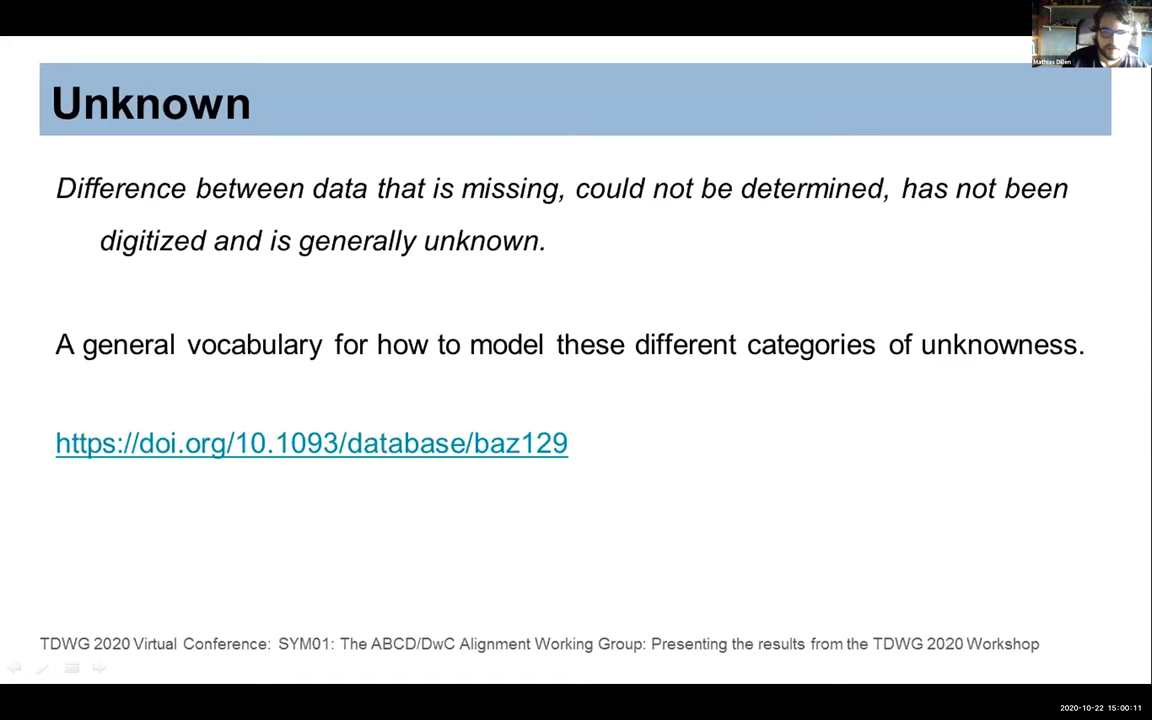 Mathias Dillen
Unknown
Difference between data that is missing, could not be determined, has not been
digitized and is generally unknown.
A general vocabulary for how to model these different categories of unknowness.
https://doi.org/10.1093/database/baz129
TDWG 2020 Virtual Conference: SYM01: The ABCD/DwC Alignment Working Group: Presenting the results from the TDWG 2020 Workshop
2020-10-22 15:00:11